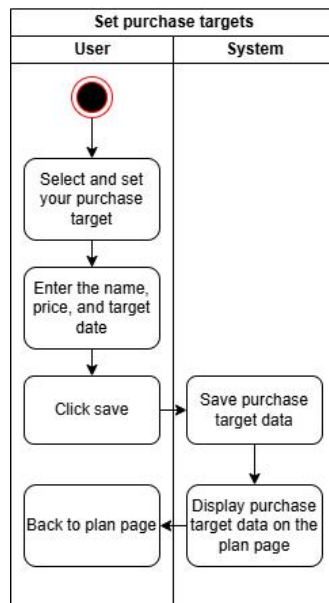 Set purchase targets
User
System
Select and set
your purchase
target
Enter the name,
price, and target
date
Click save
Save purchase
target data
Back to plan page
Display purchase
target data on the
plan page